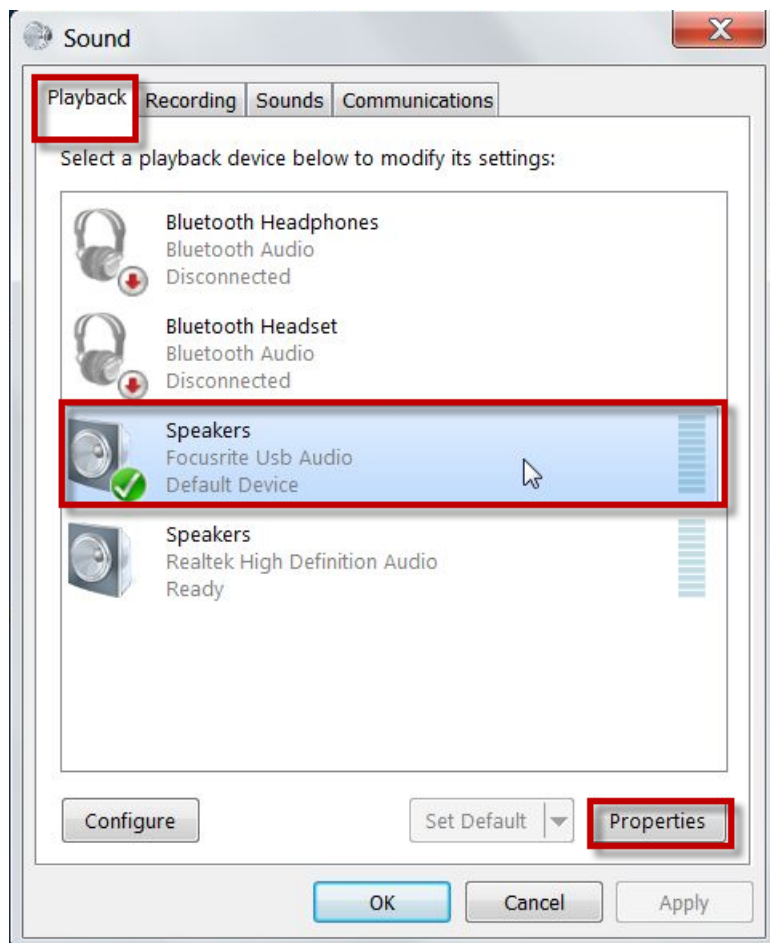 Sound
Playback Recording Sounds Communications
Select a playback device below to modify its settings:
Bluetooth Headphones
Bluetooth Audio
Disconnected
Bluetooth Headset
Bluetooth Audio
Disconnected
Speakers
Focusrite Usb Audio
Default Device
Speakers
Realtek High Definition Audio
Ready
Configure Set Default Properties
OK Cancel Apply